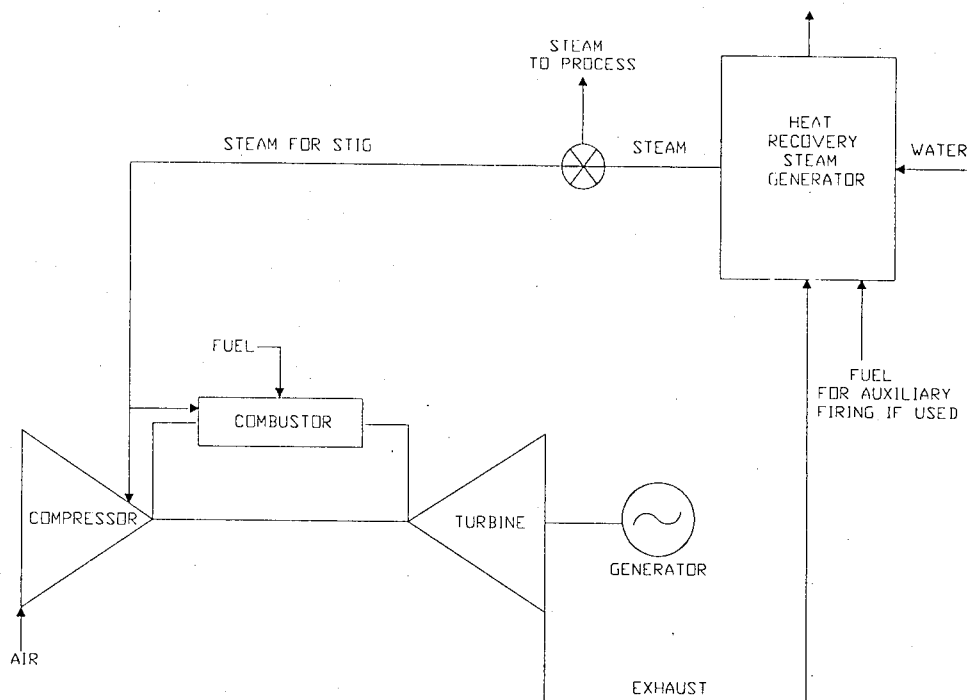 STEAM
TO PROCESS
STEAM FOR STIG
STEAM
HEAT
RECOVERY
STEAM
GENERATOR
WATER
FUEL
COMBUSTOR
FUEL
FOR AUXILIARY
FIRING IF USED
COMPRESSOR
TURBINE
GENERATOR
AIR
EXHAUST